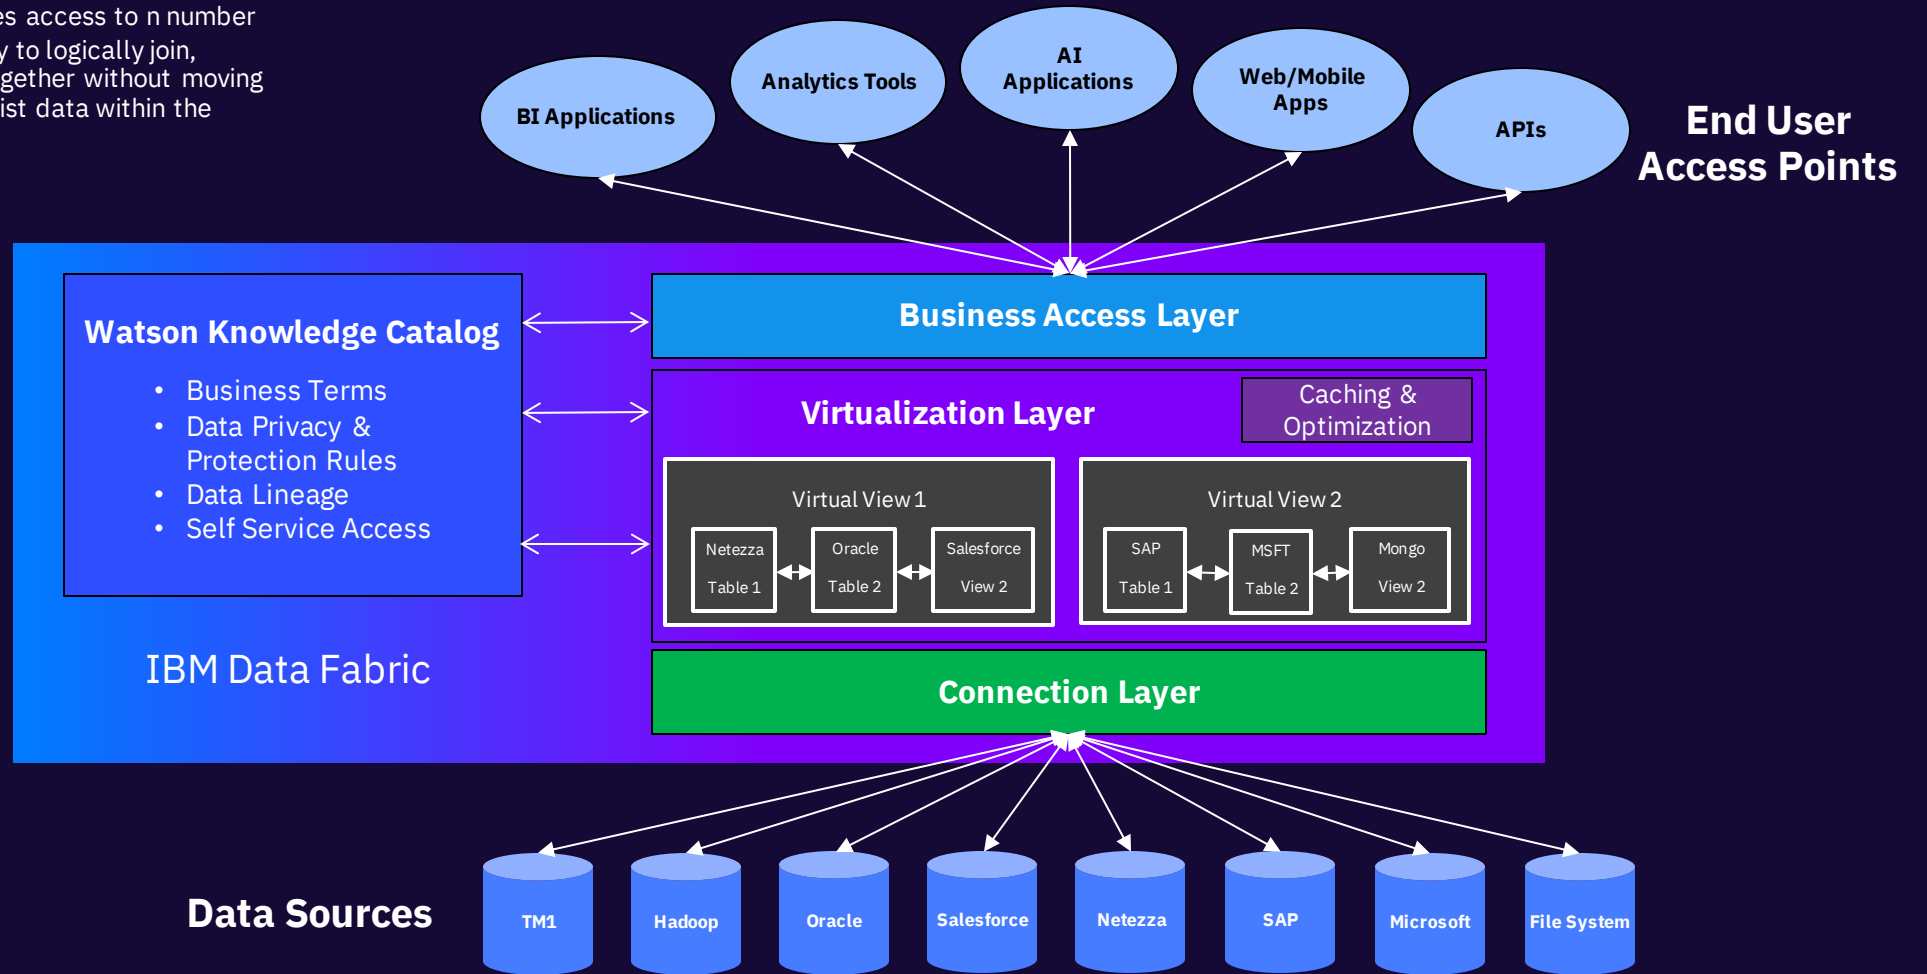 es access to n number
y to logically join,
gether without moving
ist data within the
BI Applications
Analytics Tools
AI
Applications
Web/Mobile
Apps
APIs
End User
Access Points
Watson Knowledge Catalog
• Business Terms
• Data Privacy &
Protection Rules
• Data Lineage
• Self Service Access
IBM Data Fabric
Business Access Layer
Virtualization Layer
Caching &
Optimization
Virtual View 1
Netezza
Table 1
Oracle
Table 2
Salesforce
View 2
Virtual View 2
SAP
Table 1
MSFT
Table 2
Mongo
View 2
Connection Layer
Data Sources
TM1
Hadoop
Oracle
Salesforce
Netezza
SAP
Microsoft
File System